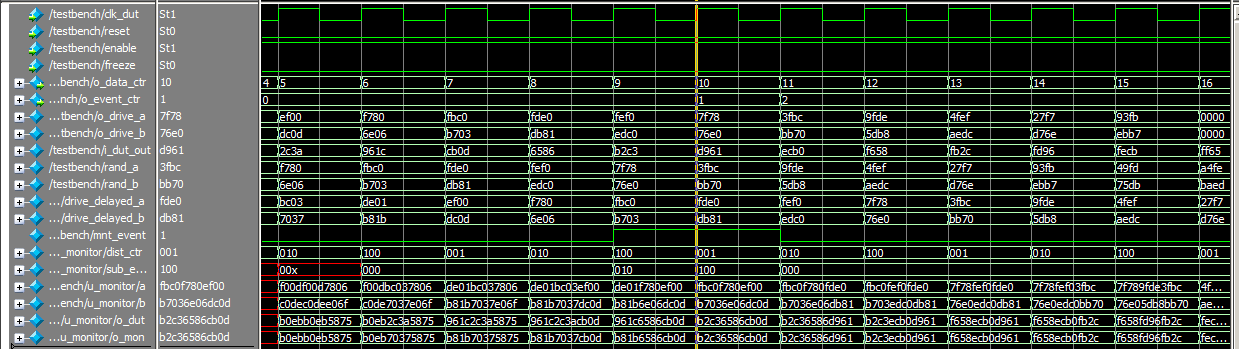 /testbench/clk_dut St1
/testbench/reset St0
/testbench/enable St1
/testbench/freeze St0
...bench/o_data_ctr 10 4 5 6 7 8 9 10 11 12 13 14 15 16
...nch/o_event_ctr 1 0 1 2
...tbench/o_drive_a 7f78 ef00 f780 fbc0 fde0 fef0 7f78 3fbc 9fde 4fef 27f7 93fb 0000
...tbench/o_drive_b 76e0 dc0d 6e06 b703 db81 edc0 76e0 bb70 5db8 aedc d76e ebb7 0000
/testbench/i_dut_out d961 2c3a 961c cb0d 6586 b2c3 d961 ecb0 f658 fb2c fd96 fecb ff65
/testbench/rand_a 3fbc f780 fbc0 fde0 fef0 7f78 3fbc 9fde 4fef 27f7 93fb 49fd a4fe
/testbench/rand_b bb70 6e06 b703 db81 edc0 76e0 bb70 5db8 aedc d76e ebb7 75db baed
.../drive_delayed_a fde0 bc03 de01 ef00 f780 fbc0 fde0 fef0 7f78 3fbc 9fde 4fef 27f7
.../drive_delayed_b db81 7037 b81b dc0d 6e06 b703 db81 edc0 76e0 bb70 5db8 aedc d76e
...bench/mnt_event 1
..._monitor/dist_ctr 001 010 100 001 010 100 001 010 100 001 010 100 001
..._monitor/sub_e... 100 00x 000 010 100 000
...ench/u_monitor/a fbc0f780ef00 f00df00d7806 f00dbc037806 de01bc037806 de01bc03ef00 de01f780ef00 fbc0f780ef00 fbc0f780fde0 fbc0fef0fde0 7f78fef0fde0 7f78fef03fbc 7f789fde3fbc 4f...
...ench/u_monitor/b b7036e06dc0d c0dec0dee06f c0de7037e06f b81b7037e06f b81b7037dc0d b81b6e06dc0d b7036e06dc0d b7036e06db81 b703edc0db81 76e0edc0db81 76e0edc0bb70 76e05db8bb70 ae...
.../u_monitor/o_dut b2c36586cb0d b0ebb0eb5875 b0eb2c3a5875 961c2c3a5875 961c2c3acb0d 961c6586cb0d b2c36586cb0d b2c36586d961 b2c3ecb0d961 f658ecb0d961 f658ecb0fb2c f658fd96fb2c fec...
...u_monitor/o_mon b2c36586cb0d b0ebb0eb5875 b0eb70375875 b81b70375875 b81b7037cb0d b81b6586cb0d b2c36586cb0d b2c36586d961 b2c3ecb0d961 f658ecb0d961 f658ecb0fb2c f658fd96fb2c fec...